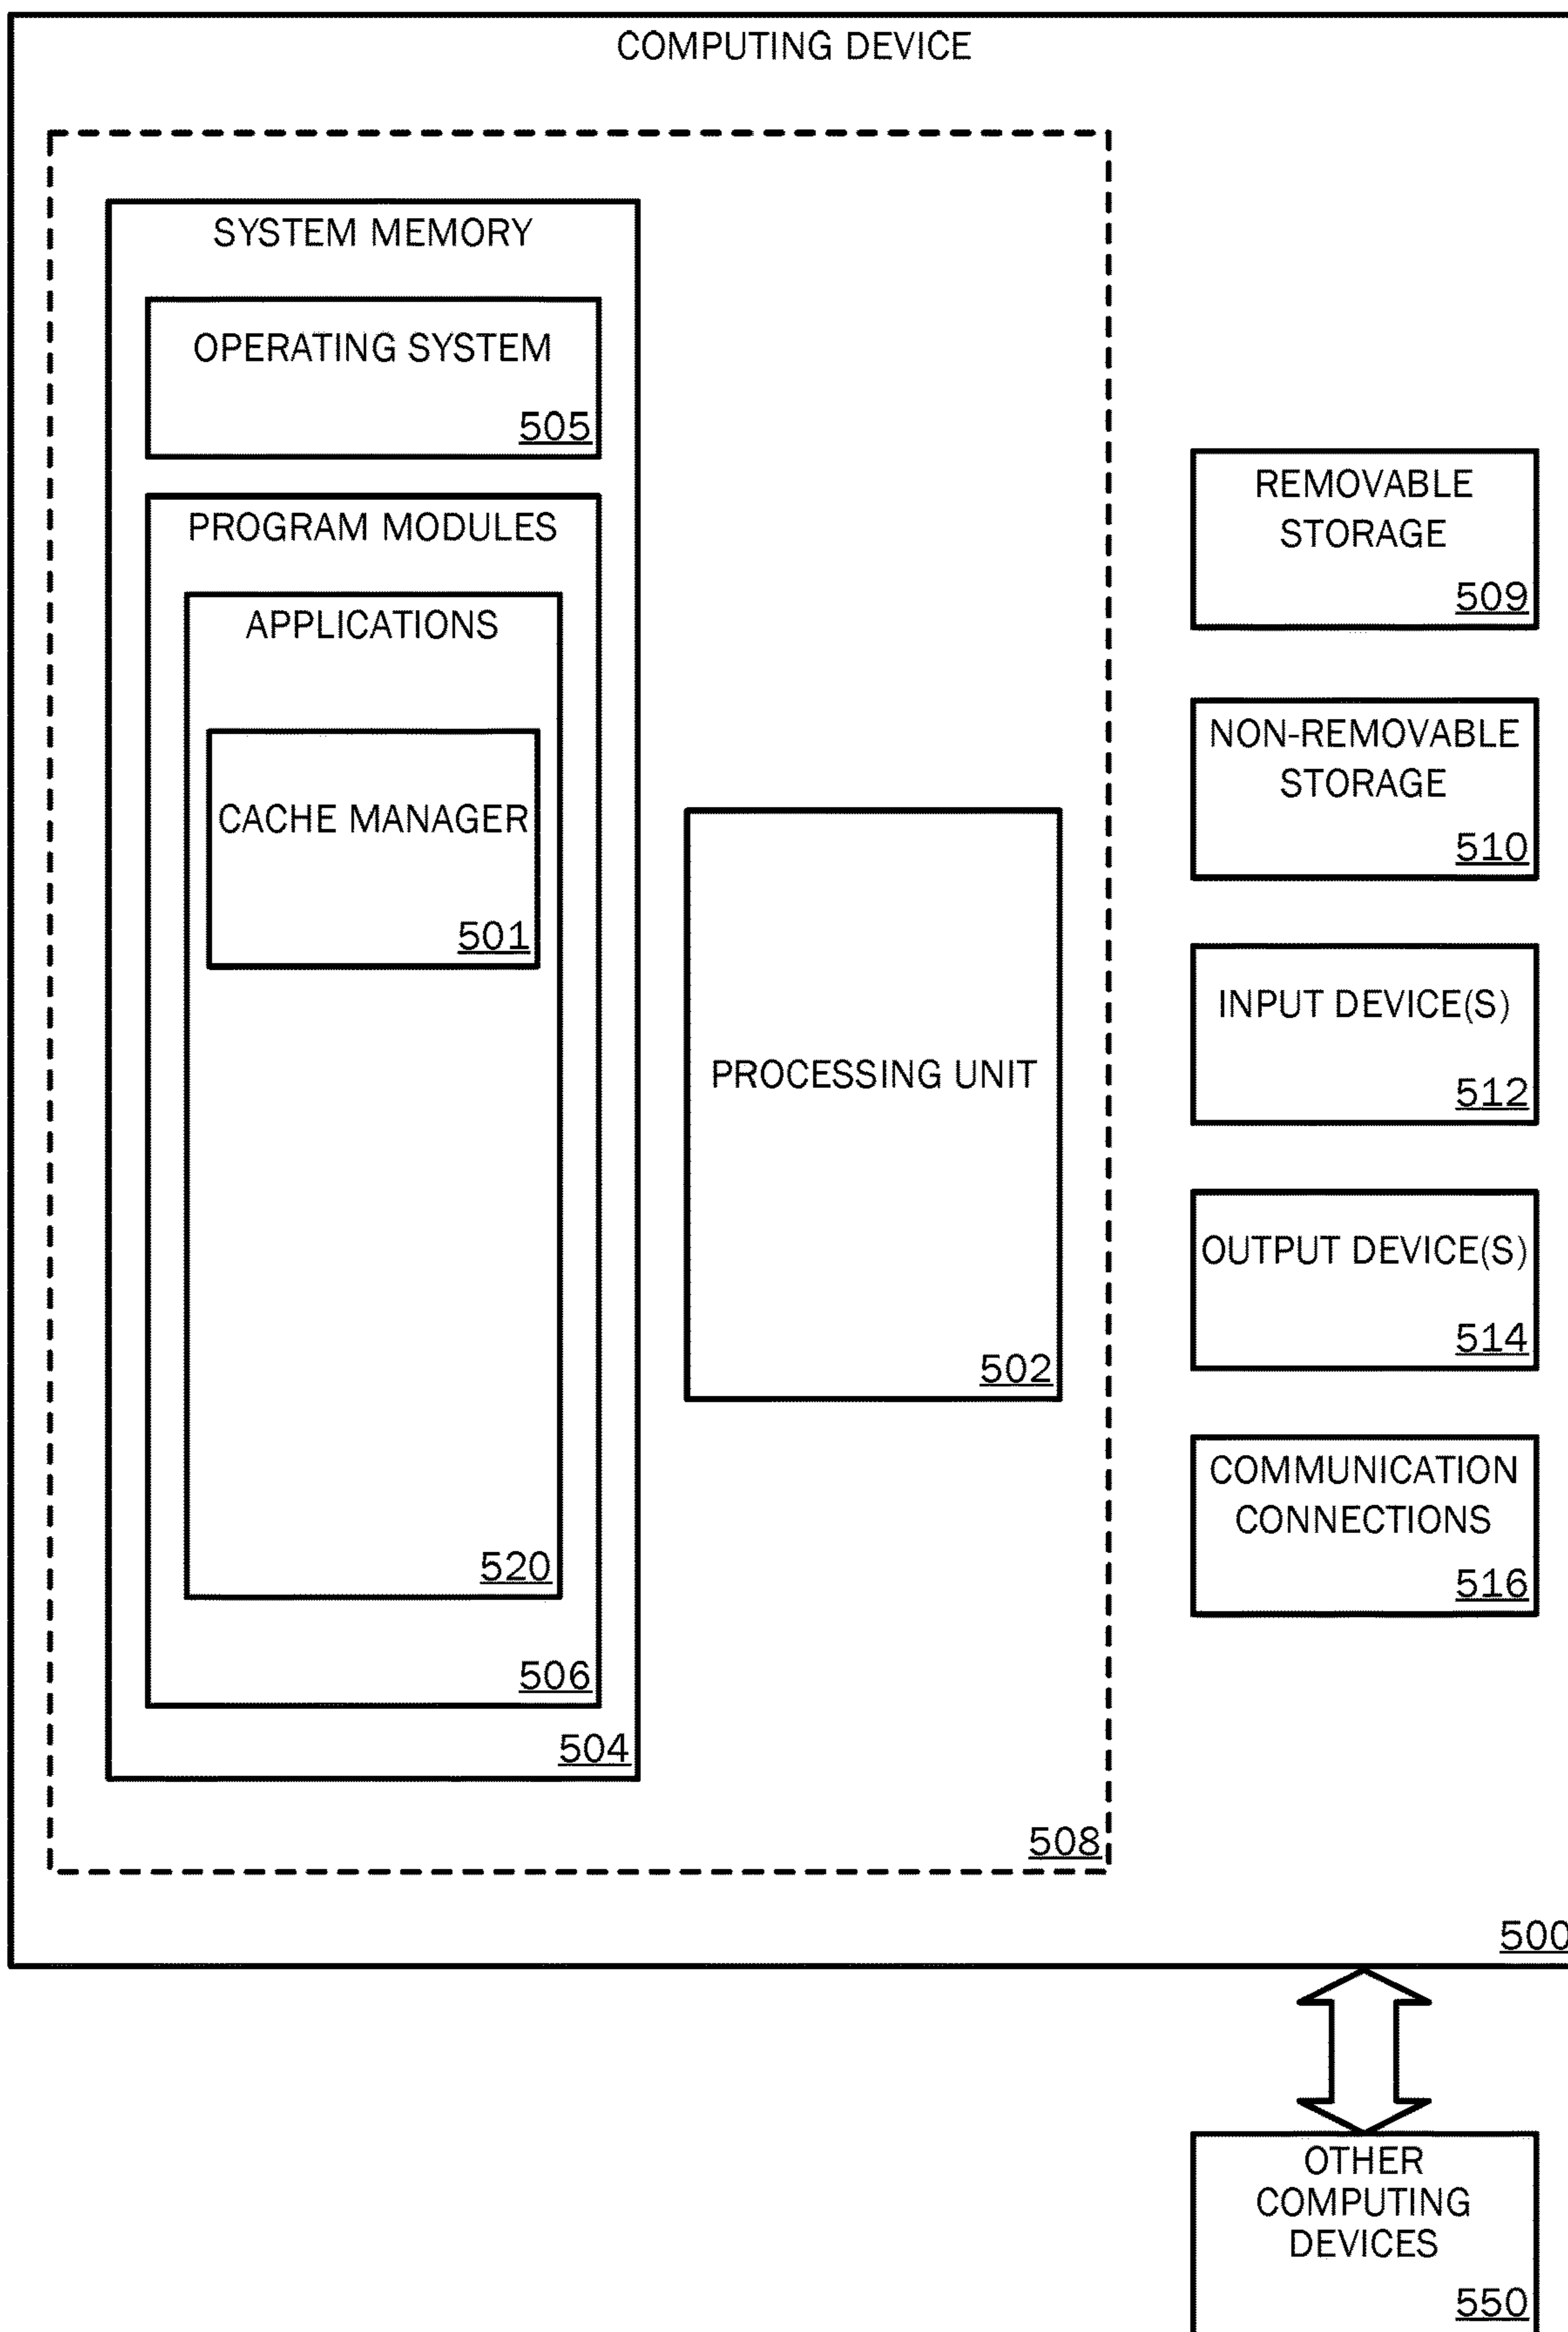 COMPUTING DEVICE
SYSTEM MEMORY
OPERATING SYSTEM
505
PROGRAM MODULES
APPLICATIONS
CACHE MANAGER
501
520
506
504
PROCESSING UNIT
502
508
REMOVABLE
STORAGE
509
NON-REMOVABLE
STORAGE
510
INPUT DEVICE(S)
512
OUTPUT DEVICE(S)
514
COMMUNICATION
CONNECTIONS
516
500
OTHER
COMPUTING
DEVICES
550